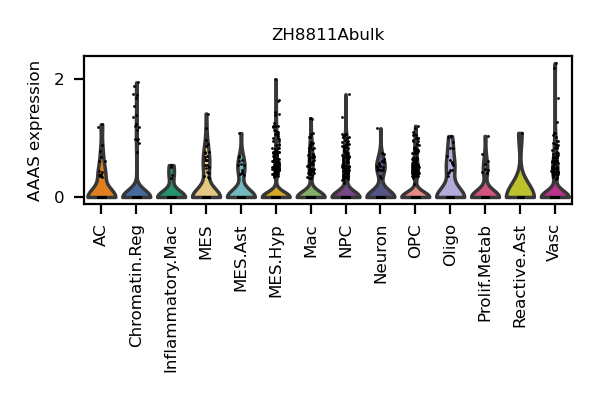 ZH8811Abulk
AAAS expression
2
0
AC
Chromatin.Reg
Inflammatory.Mac
MES
MES.Ast
MES.Hyp
Mac
NPC
Neuron
OPC
Oligo
Prolif.Metab
Reactive.Ast
Vasc